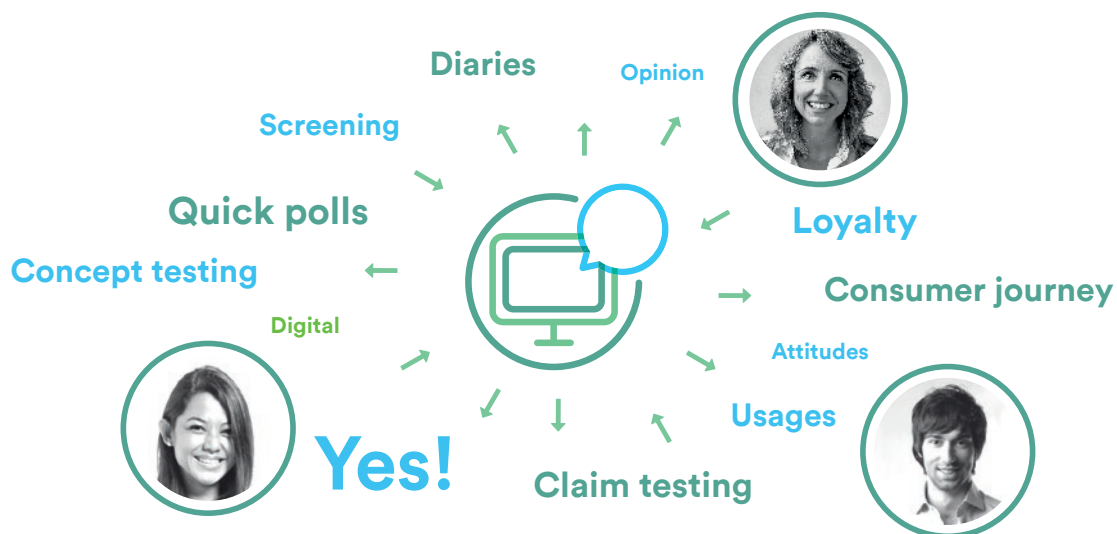 Diaries
Opinion
Screening
Quick polls
Loyalty
Concept testing
Consumer journey
Digital
Attitudes
Usages
Yes!
Claim testing